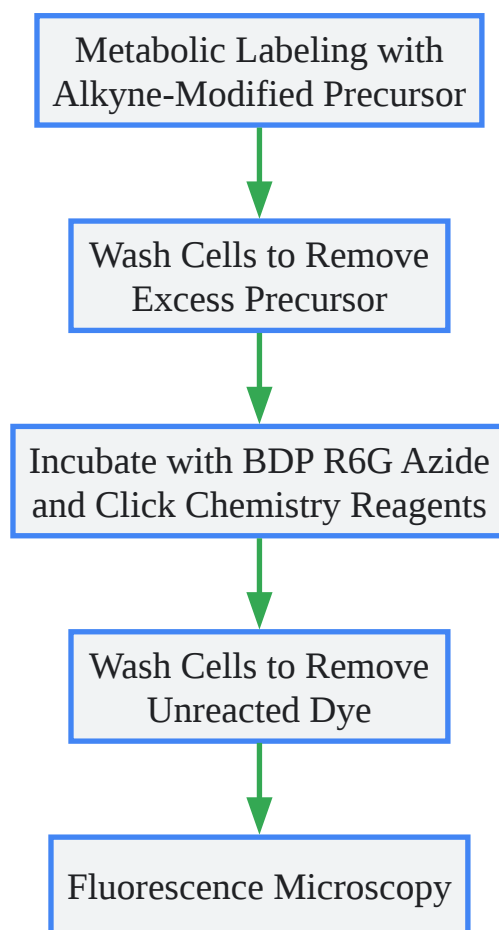 Metabolic Labeling with
Alkyne-Modified Precursor
Wash Cells to Remove
Excess Precursor
Incubate with BDP R6G Azide
and Click Chemistry Reagents
Wash Cells to Remove
Unreacted Dye
Fluorescence Microscopy